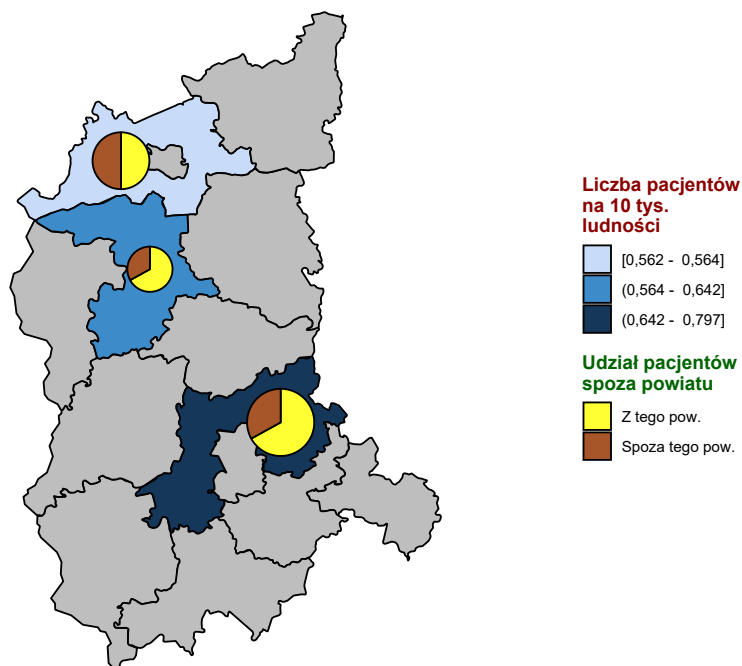 Liczba pacjentów
na 10 tys.
ludności
[0,562 - 0,564]
(0,564 - 0,642]
(0,642 - 0,797]
Udział pacjentów
spoza powiatu
Z tego pow.
Spoza tego pow.